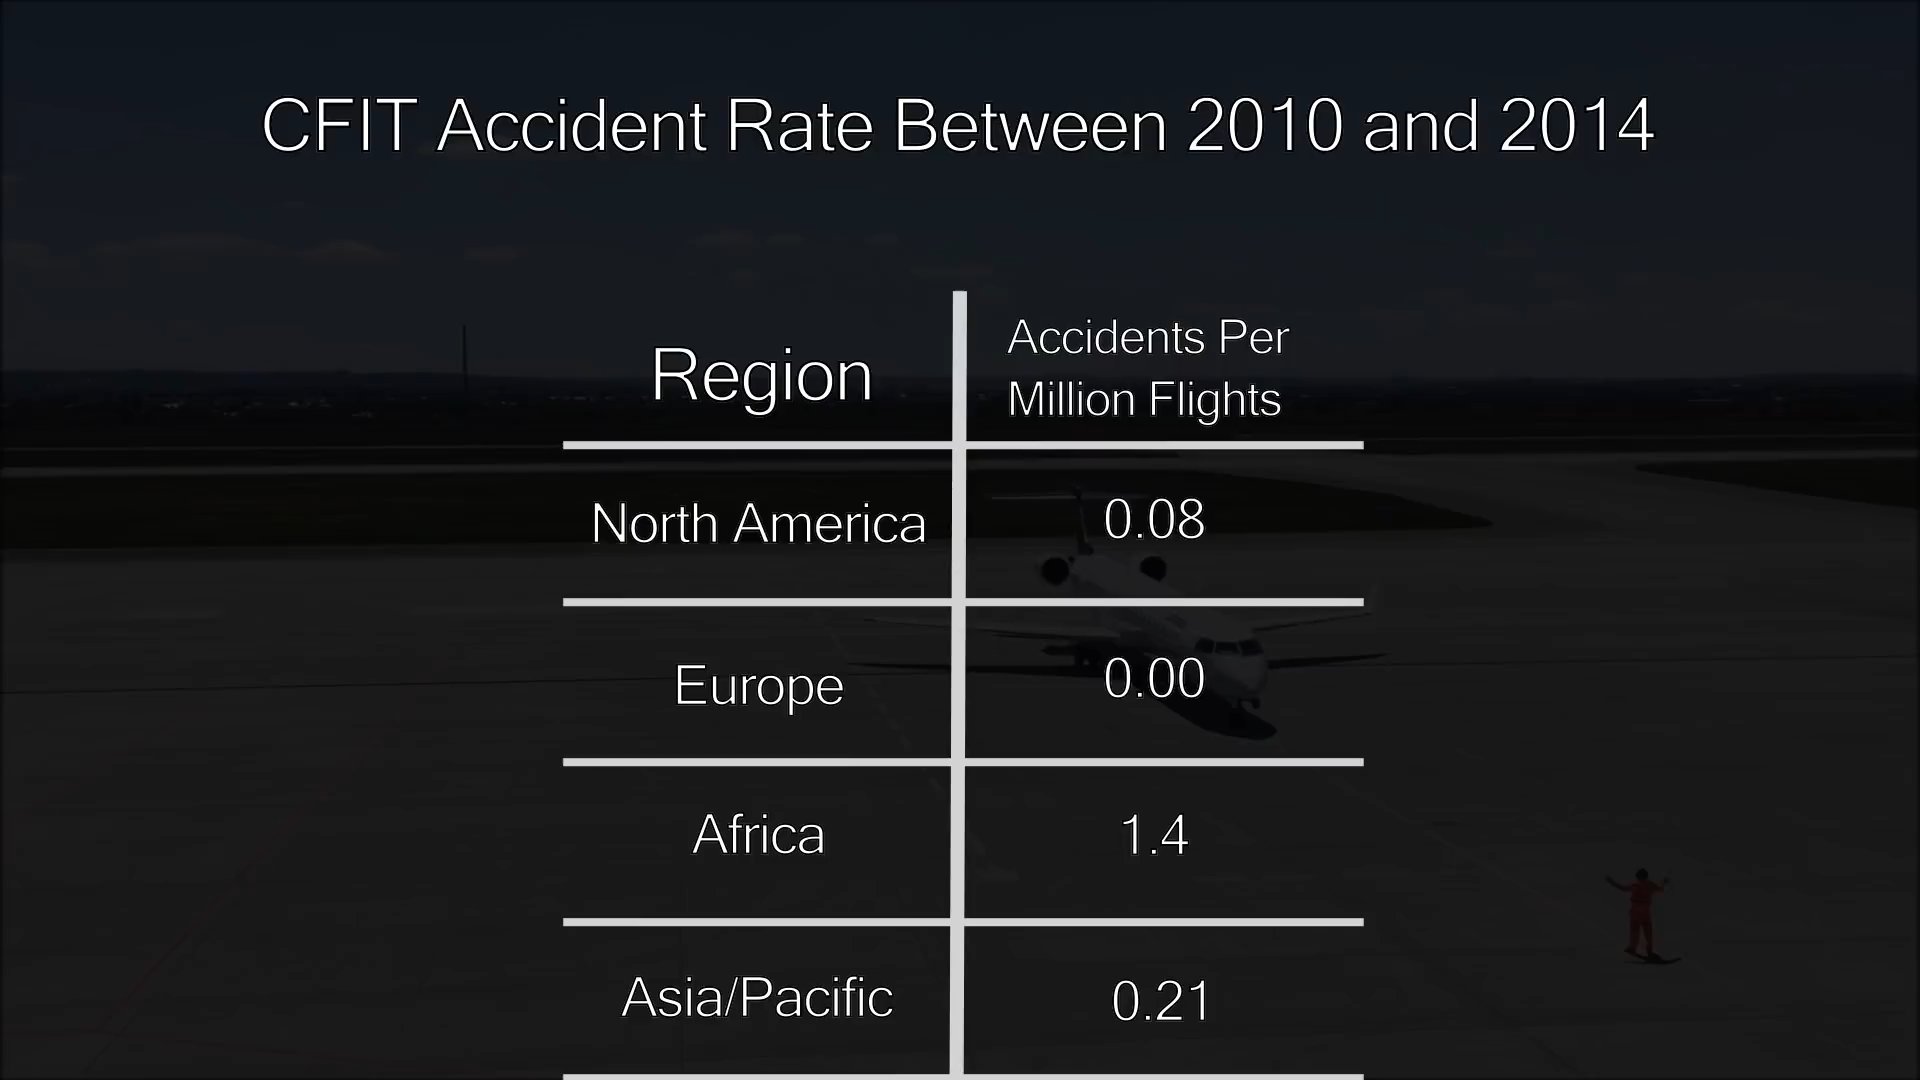 CFIT Accident Rate Between 2010 and 2014
Region
Accidents Per
Million Flights
North America 0.08
Europe 0.00
Africa 1.4
Asia/Pacific 0.21